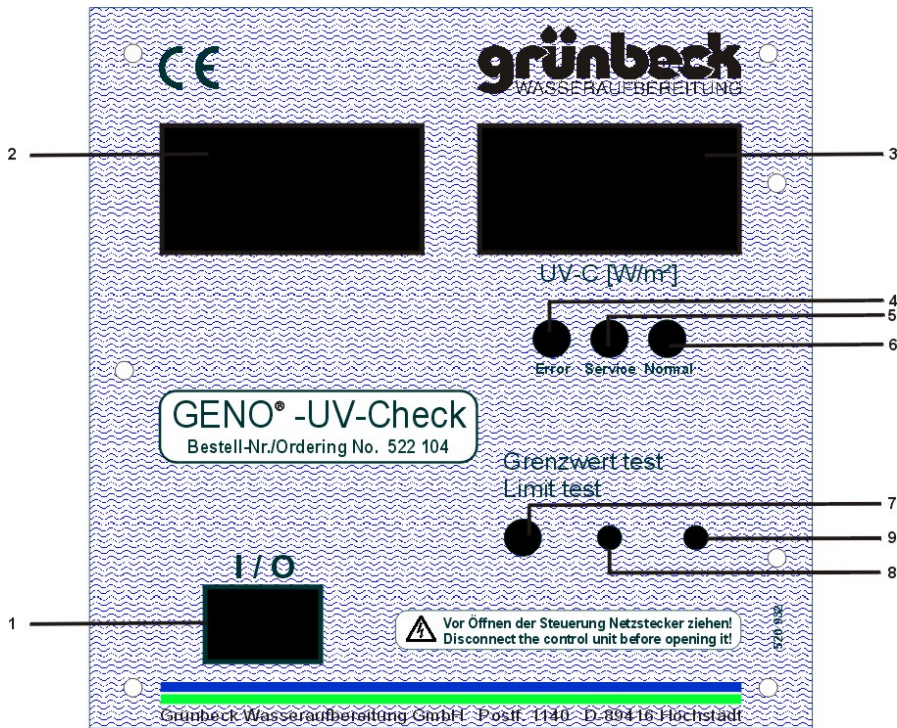 CE
grünbeck
WASSERAUFBEREITUNG
2
3
UV-C [W/m²]
4
5
6
Error Service Normal
GENO® -UV-Check
Bestell-Nr./Ordering No. 522 104
Grenzwert test
Limit test
7
9
8
I / O
1
Vor Öffnen der Steuerung Netzstecker ziehen!
Disconnect the control unit before opening it!
520 932
Grünbeck Wasseraufbereitung GmbH Postf. 1140 D-89416 Höchstädt